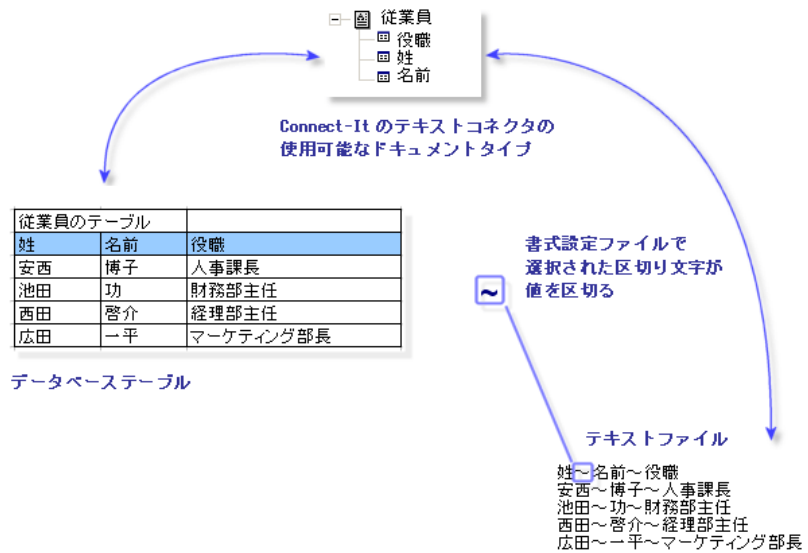 従業員
役職
姓
名前
Connect-It のテキストコネクタの
使用可能なドキュメントタイプ
従業員のテーブル
姓 名前 役職
安西 博子 人事課長
池田 功 財務部主任
西田 啓介 経理部主任
広田 一平 マーケティング部長
データベーステーブル
書式設定ファイルで
選択された区切り文字が
値を区切る
~
テキストファイル
姓～名前～役職
安西～博子～人事課長
池田～功～財務部主任
西田～啓介～経理部主任
広田～一平～マーケティング部長